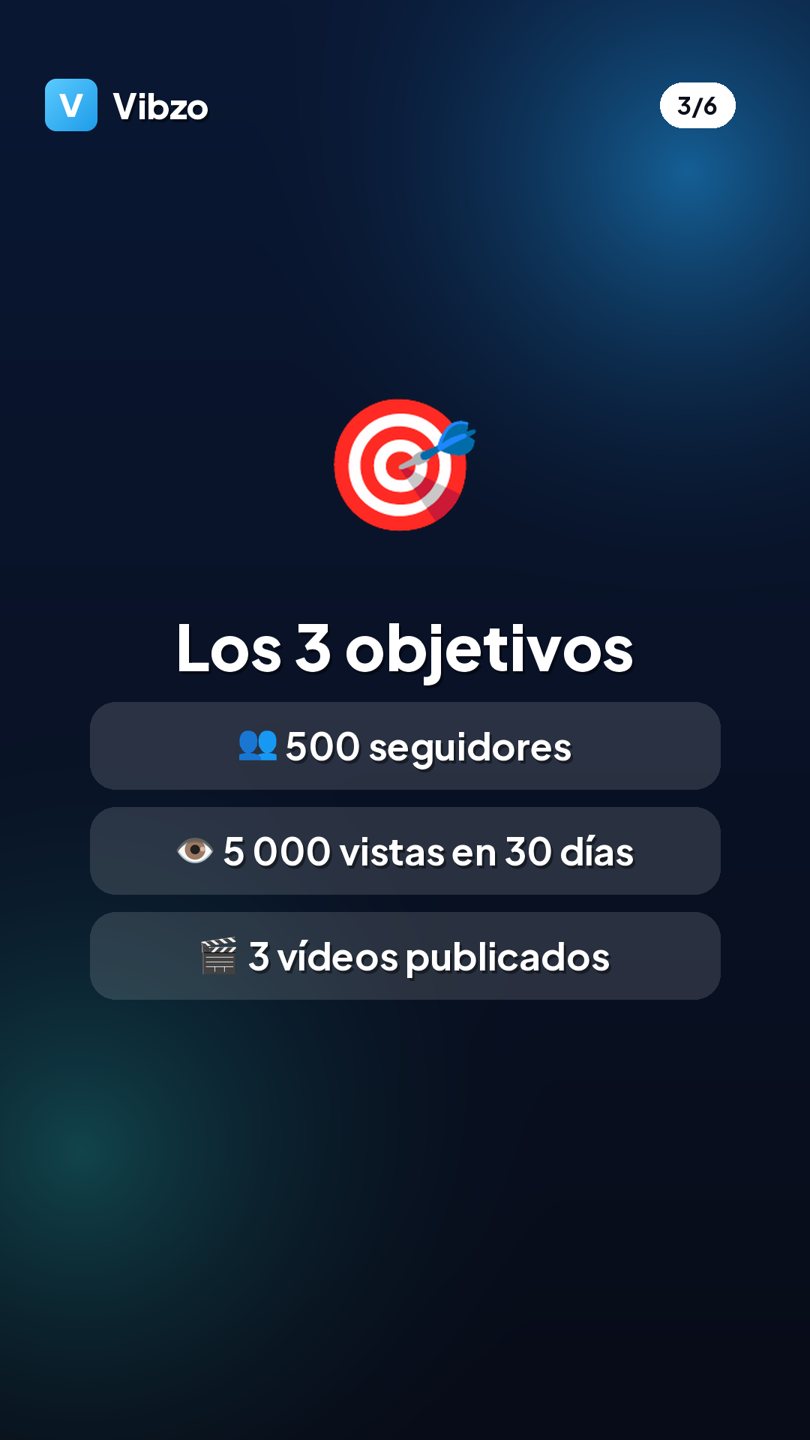 V Vibzo
3/6
Los 3 objetivos
👥 500 seguidores
👁️ 5 000 vistas en 30 días
🎬 3 vídeos publicados